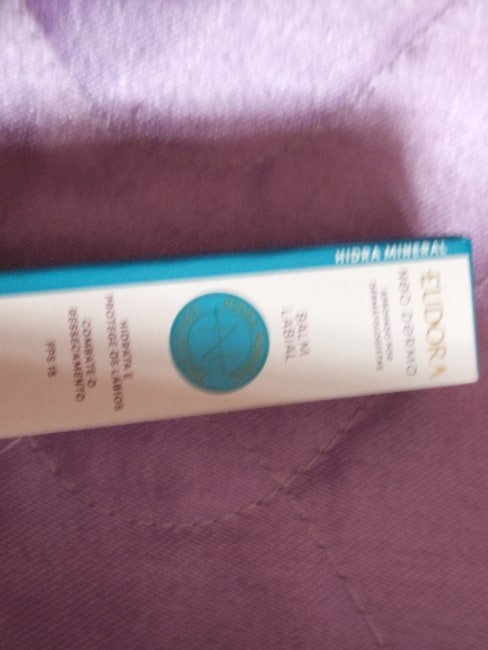 HIDRA MINERAL
EUDORA
NEO DERMO
APROVADO POR
DERMATOLOGISTAS
BALM
LABIAL
HIDRATA E
PROTEGE OS LÁBIOS
COMBATE O
RESSECAMENTO
FPS 15